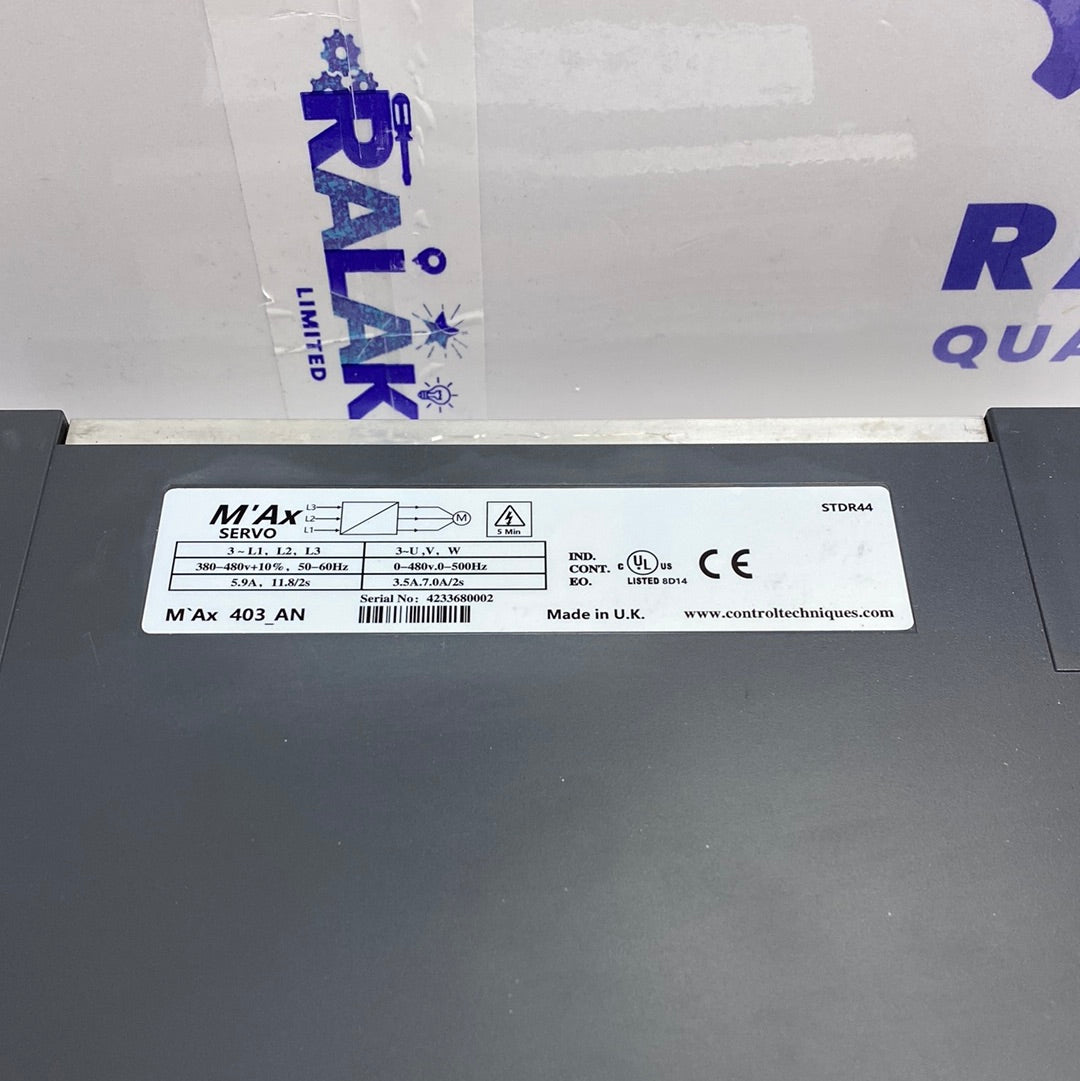 RALAK
LIMITED
RA
QUA
M'Ax
SERVO
L3
L2
L1
M
5 Min
STDR44
3~L1, L2, L3
3~U,V, W
380-480v+10%, 50-60Hz
0-480v.0-500Hz
5.9A, 11.8/2s
3.5A.7.0A/2s
IND.
CONT.
EO.
C UL US
LISTED 8D14
CE
Serial No: 4233680002
M`Ax 403_AN
Made in U.K.
www.controltechniques.com